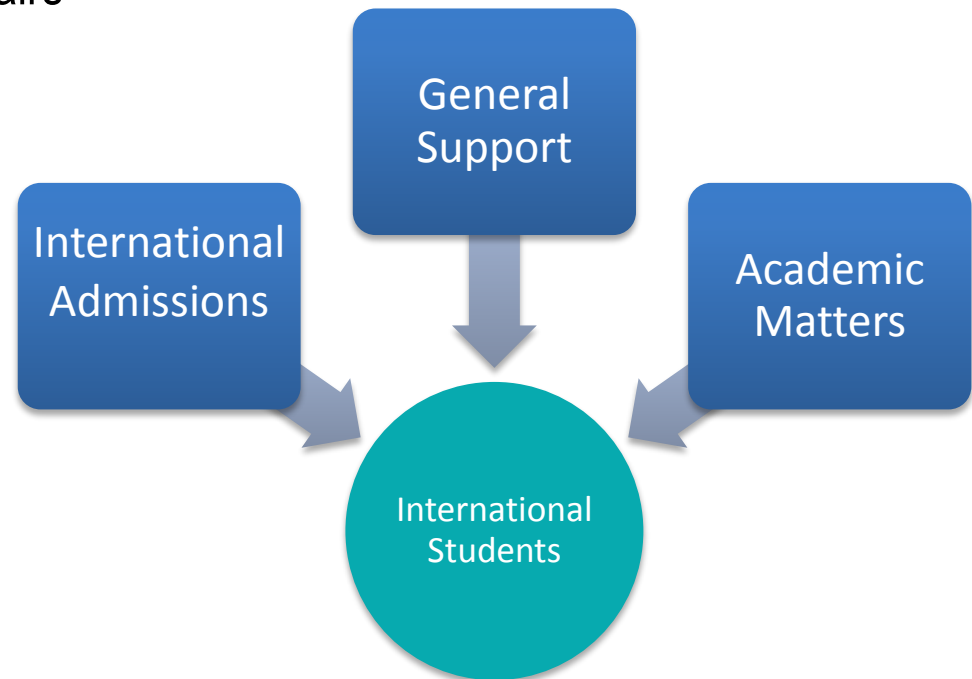 General
Support
International
Admissions
Academic
Matters
International
Students